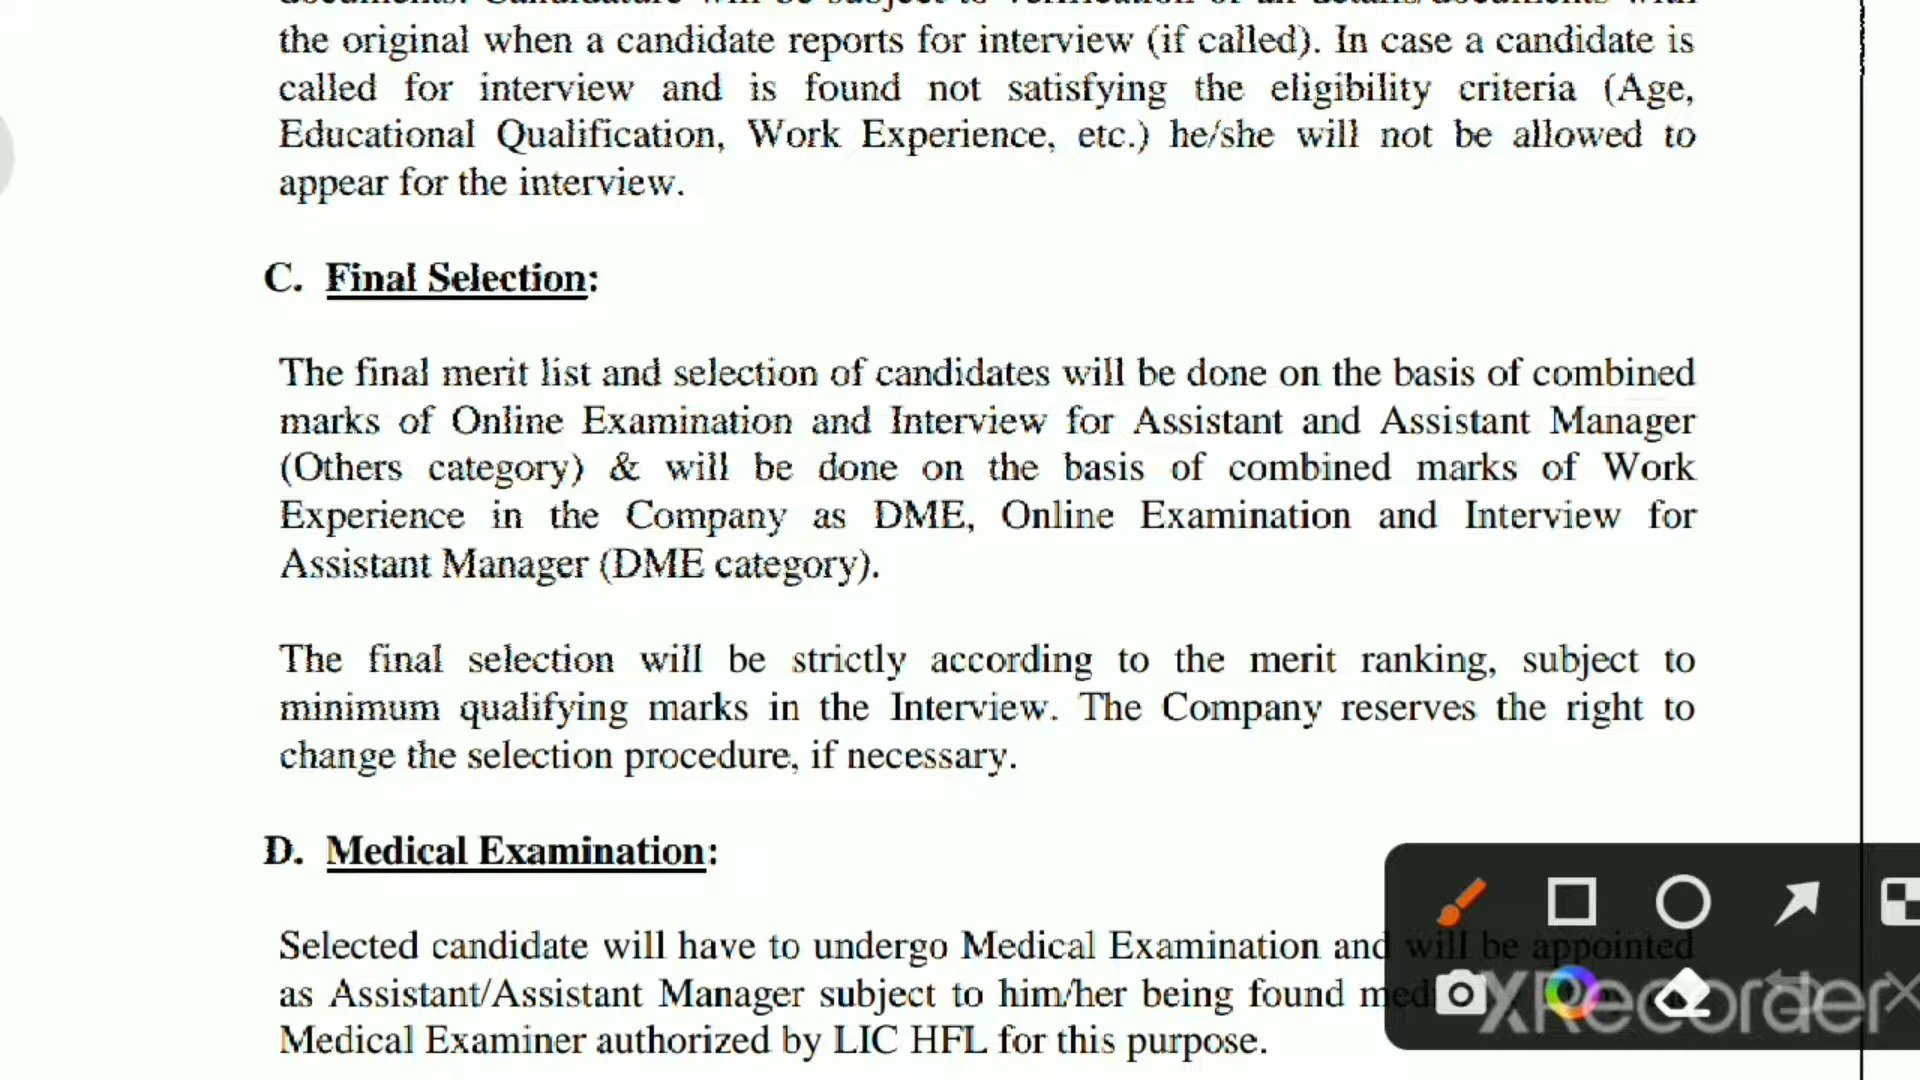 the original when a candidate reports for interview (if called). In case a candidate is
called for interview and is found not satisfying the eligibility criteria (Age,
Educational Qualification, Work Experience, etc.) he/she will not be allowed to
appear for the interview.
C. Final Selection:
The final merit list and selection of candidates will be done on the basis of combined
marks of Online Examination and Interview for Assistant and Assistant Manager
(Others category) & will be done on the basis of combined marks of Work
Experience in the Company as DME, Online Examination and Interview for
Assistant Manager (DME category).
The final selection will be strictly according to the merit ranking, subject to
minimum qualifying marks in the Interview. The Company reserves the right to
change the selection procedure, if necessary.
D. Medical Examination:
Selected candidate will have to undergo Medical Examination and will be appointed
as Assistant/Assistant Manager subject to him/her being found
Medical Examiner authorized by LIC HFL for this purpose.
XRecorder